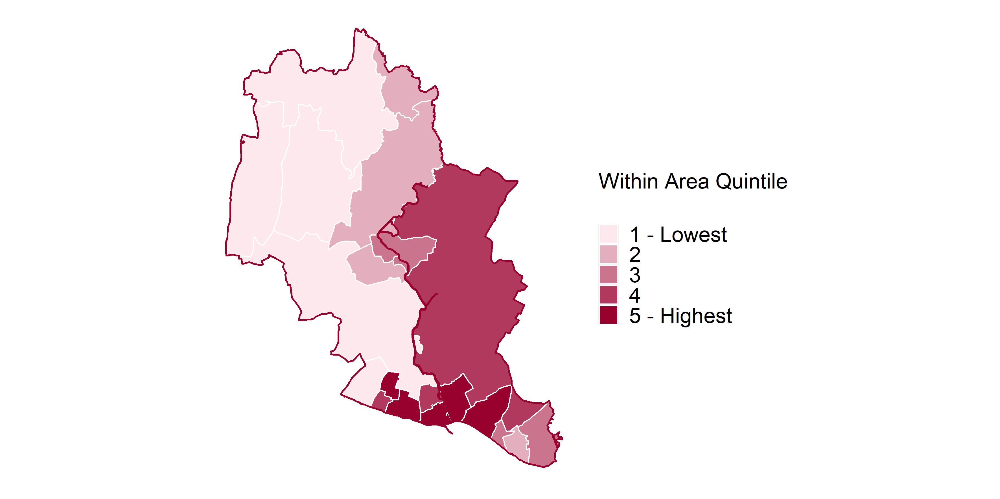 Within Area Quintile
1 - Lowest
2
3
4
5 - Highest